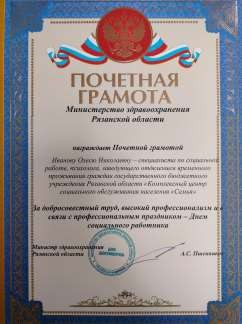 ПОЧЕТНАЯ
ГРАМОТА
Министерство здравоохранения
Рязанской области
награждает Почетной грамотой
Иванову Олесю Николаевну – специалиста по социальной
работе, психолога, заведующего отделением временного
проживания граждан государственного бюджетного
учреждения Рязанской области «Комплексный центр
социального обслуживания населения «Семья»
За добросовестный труд, высокий профессионализм и в
связи с профессиональным праздником – Днем
социального работника
Министр здравоохранения
Рязанской области А.С.